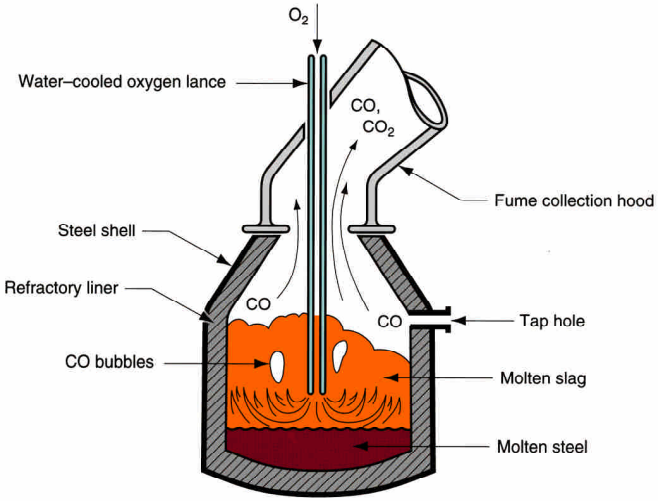 O2
Water–cooled oxygen lance
CO,
CO2
Fume collection hood
Steel shell
Refractory liner
CO
CO
Tap hole
CO bubbles
Molten slag
Molten steel